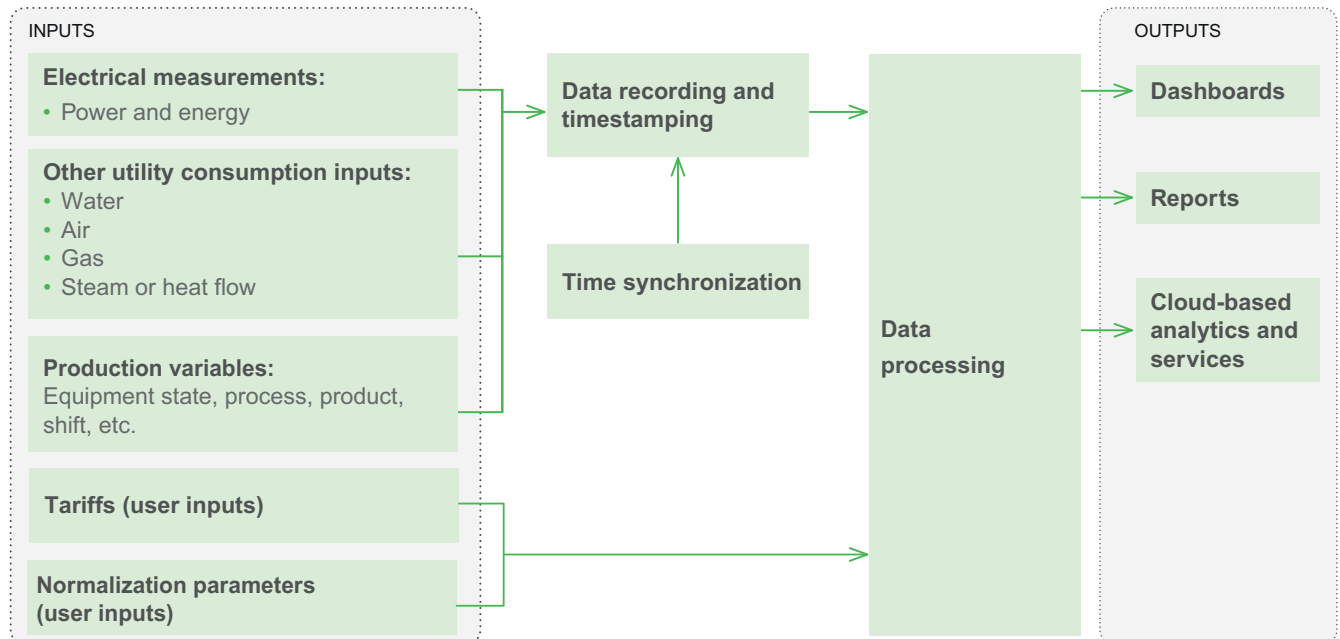 INPUTS
Electrical measurements:
• Power and energy
Other utility consumption inputs:
• Water
• Air
• Gas
• Steam or heat flow
Production variables:
Equipment state, process, product,
shift, etc.
Tariffs (user inputs)
Normalization parameters
(user inputs)
Data recording and
timestamping
Time synchronization
Data
processing
OUTPUTS
Dashboards
Reports
Cloud-based
analytics and
services